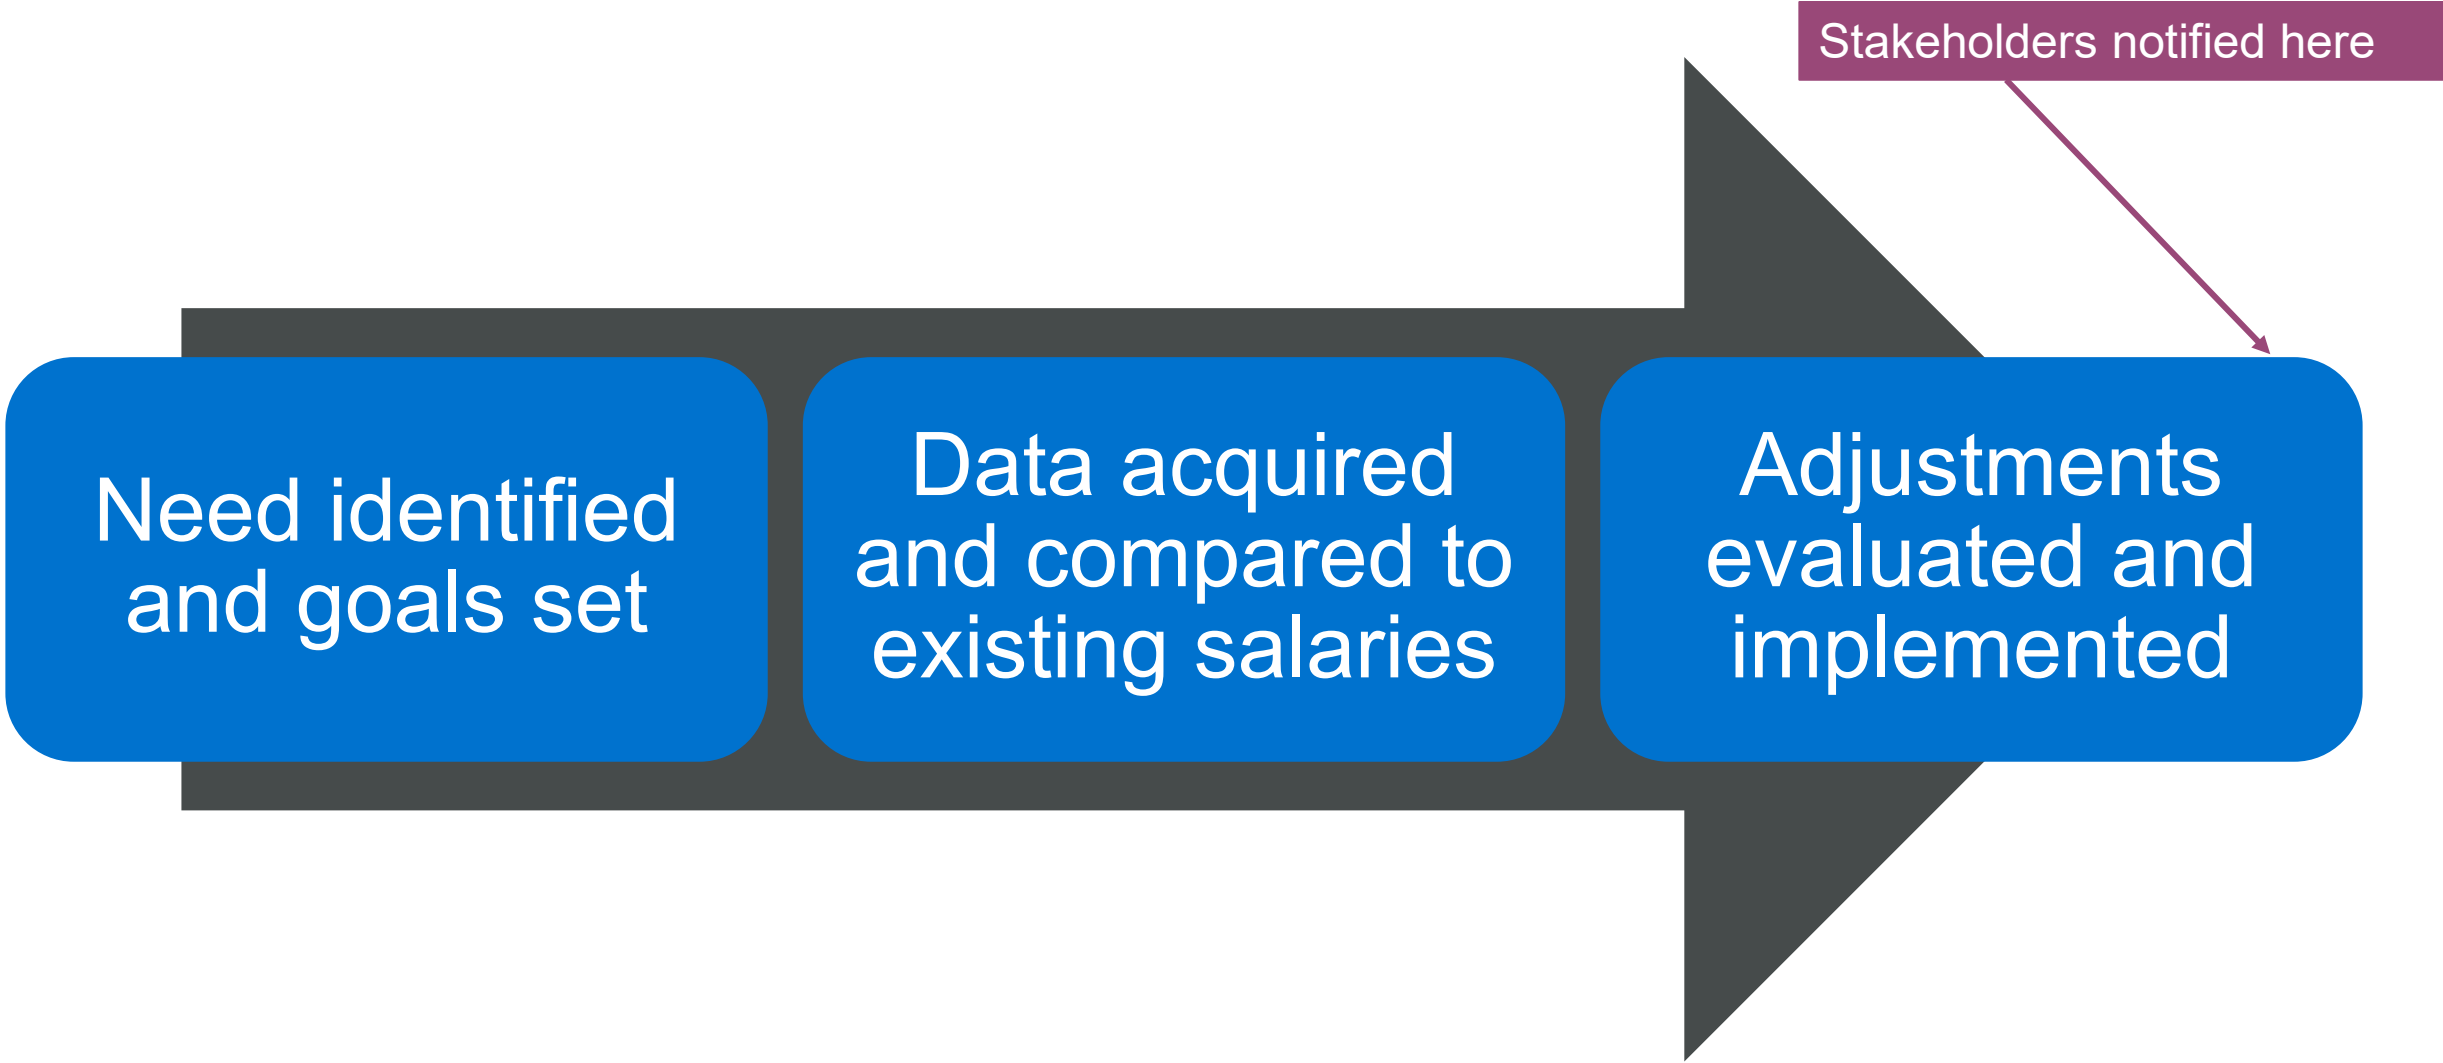 Stakeholders notified here
Need identified
and goals set
Data acquired
and compared to
existing salaries
Adjustments
evaluated and
implemented